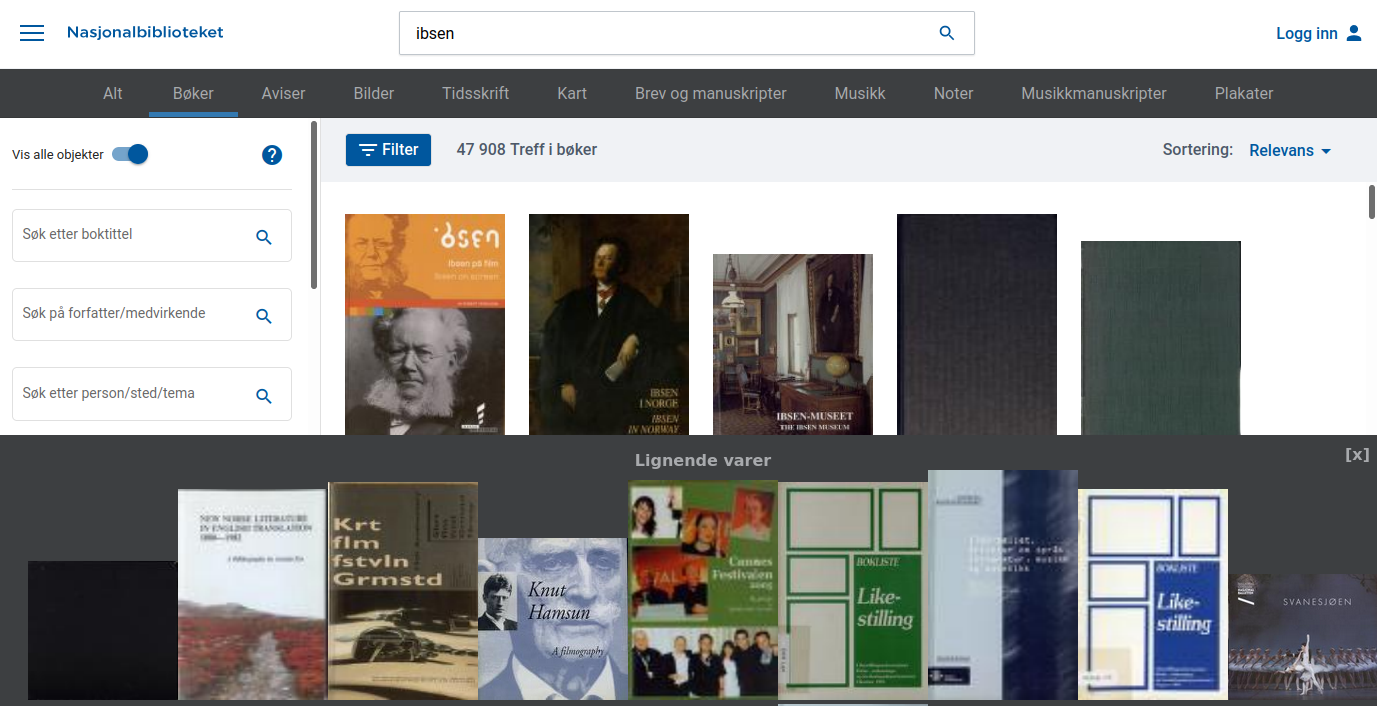 Nasjonalbiblioteket
ibsen
Logg inn
Alt
Bøker
Aviser
Bilder
Tidsskrift
Kart
Brev og manuskripter
Musikk
Noter
Musikkmanuskripter
Plakater
Vis alle objekter
?
Filter
47 908 Treff i bøker
Sortering: Relevans
Søk etter boktittel
Søk på forfatter/medvirkende
Søk etter person/sted/tema
ibsen
Ibsen på film
Ibsen on screen
IBSEN
I NORGE
IBSEN
IN NORWAY
IBSEN-MUSEET
THE IBSEN MUSEUM
Lignende varer
[x]
NEW NORSE LITERATURE
IN ENGLISH TRANSLATION
Krt
flm
fstvln
Grmstd
Knut
Hamsun
A filmography
Cannes
Festivalen
2005
BOKLISTE
Like-
stilling
BOKLISTE
Like-
stilling
SVANESJØEN